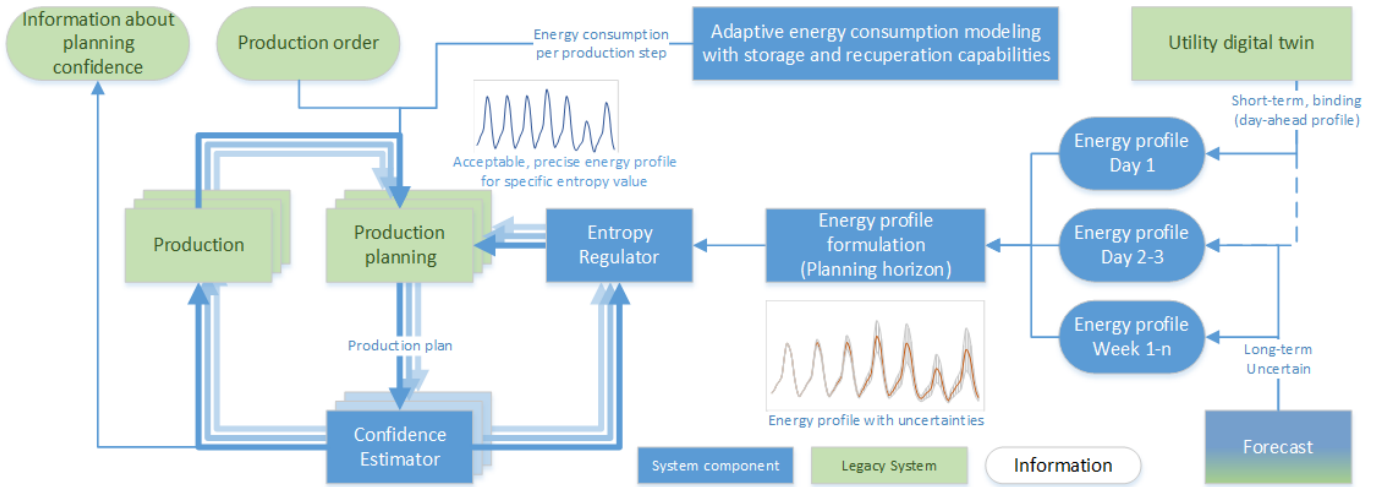 Information about
planning
confidence
Production order
Energy consumption
per production step
Adaptive energy consumption modeling
with storage and recuperation capabilities
Utility digital twin
Short-term, binding
(day-ahead profile)
Acceptable, precise energy profile
for specific entropy value
Energy profile
Day 1
Production
Production
planning
Entropy
Regulator
Energy profile
formulation
(Planning horizon)
Energy profile
Day 2-3
Production plan
Energy profile
Week 1-n
Long-term
Uncertain
Energy profile with uncertainties
Confidence
Estimator
System component
Legacy System
Information
Forecast